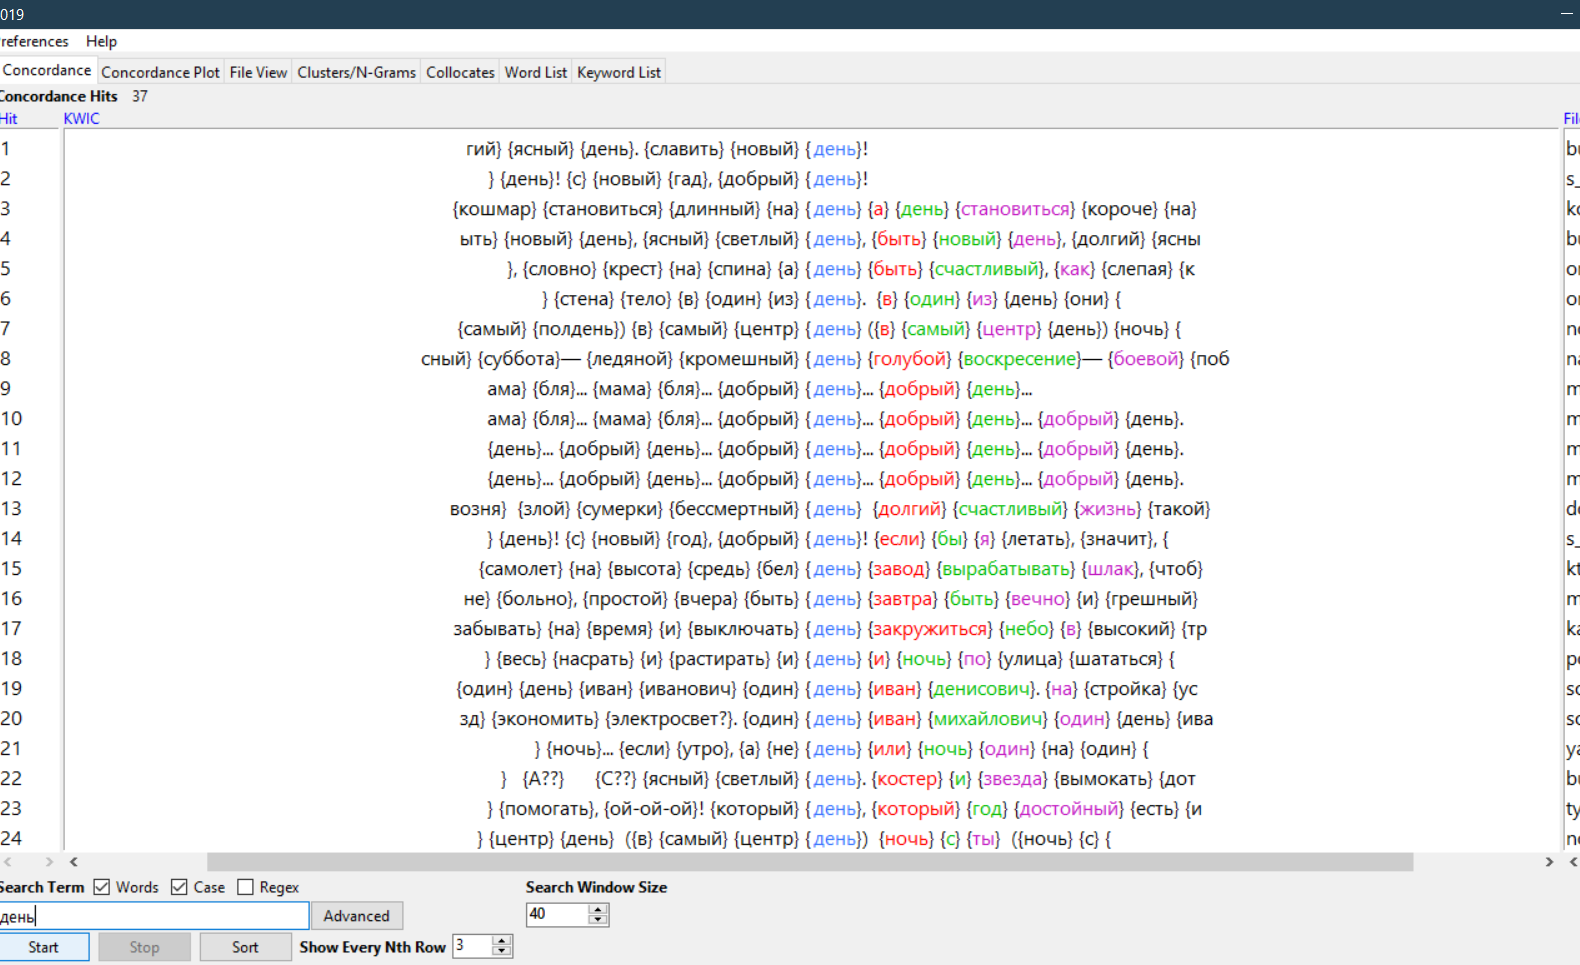 019
references Help
Concordance Concordance Plot File View Clusters/N-Grams Collocates Word List Keyword List
Concordance Hits 37
Hit KWIC Fil
1 гий} {ясный} {день}. {славить} {новый} {день}! bu
2 } {день}! {с} {новый} {гад}, {добрый} {день}! s_
3 {кошмар} {становиться} {длинный} {на} {день} {а} {день} {становиться} {короче} {на} ko
4 ыть} {новый} {день}, {ясный} {светлый} {день}, {быть} {новый} {день}, {долгий} {ясны bu
5 }, {словно} {крест} {на} {спина} {а} {день} {быть} {счастливый}, {как} {слепая} {к
6 } {стена} {тело} {в} {один} {из} {день}. {в} {один} {из} {день} {они} {
7 {самый} {полдень}) {в} {самый} {центр} {день} ({в} {самый} {центр} {день}) {ночь} {
8 сный} {суббота}— {ледяной} {кромешный} {день} {голубой} {воскресение}— {боевой} {поб na
9 ама} {бля}... {мама} {бля}... {добрый} {день}... {добрый} {день}... m
10 ама} {бля}... {мама} {бля}... {добрый} {день}... {добрый} {день}... {добрый} {день}. m
11 {день}... {добрый} {день}... {добрый} {день}... {добрый} {день}... {добрый} {день}. m
12 {день}... {добрый} {день}... {добрый} {день}... {добрый} {день}... {добрый} {день}. m
13 возня} {злой} {сумерки} {бессмертный} {день} {долгий} {счастливый} {жизнь} {такой} do
14 } {день}! {с} {новый} {год}, {добрый} {день}! {если} {бы} {я} {летать}, {значит}, { s_
15 {самолет} {на} {высота} {средь} {бел} {день} {завод} {вырабатывать} {шлак}, {чтоб} kt
16 не} {больно}, {простой} {вчера} {быть} {день} {завтра} {быть} {вечно} {и} {грешный} m
17 забывать} {на} {время} {и} {выключать} {день} {закружиться} {небо} {в} {высокий} {тр ka
18 } {весь} {насрать} {и} {растирать} {и} {день} {и} {ночь} {по} {улица} {шататься} { po
19 {один} {день} {иван} {иванович} {один} {день} {иван} {денисович}. {на} {стройка} {ус so
20 зд} {экономить} {электросвет?}. {один} {день} {иван} {михайлович} {один} {день} {ива so
21 } {ночь}... {если} {утро}, {а} {не} {день} {или} {ночь} {один} {на} {один} { ya
22 } {А??} {С??} {ясный} {светлый} {день}. {костер} {и} {звезда} {вымокать} {дот bu
23 } {помогать}, {ой-ой-ой}! {который} {день}, {который} {год} {достойный} {есть} {и ty
24 } {центр} {день} ({в} {самый} {центр} {день}) {ночь} {с} {ты} ({ночь} {с} {
Search Term Words Case Regex Search Window Size
день Advanced 40
Start Stop Sort Show Every Nth Row 3